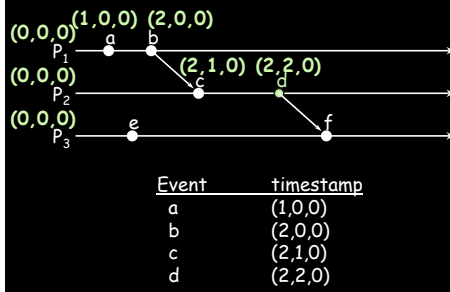 (1,0,0) (2,0,0)
(0,0,0) a b
P1
(2,1,0) (2,2,0)
(0,0,0) c d
P2
(0,0,0) e f
P3
Event timestamp
a (1,0,0)
b (2,0,0)
c (2,1,0)
d (2,2,0)